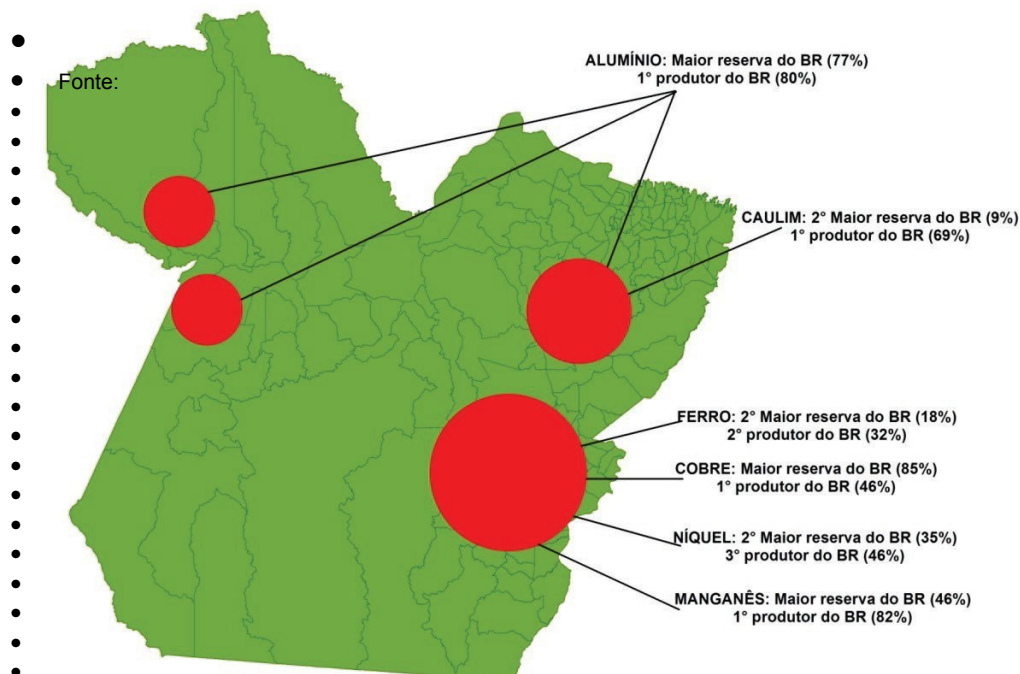 Fonte:
ALUMÍNIO: Maior reserva do BR (77%)
1° produtor do BR (80%)
CAULIM: 2° Maior reserva do BR (9%)
1° produtor do BR (69%)
FERRO: 2° Maior reserva do BR (18%)
2° produtor do BR (32%)
COBRE: Maior reserva do BR (85%)
1° produtor do BR (46%)
NÍQUEL: 2° Maior reserva do BR (35%)
3° produtor do BR (46%)
MANGANÊS: Maior reserva do BR (46%)
1° produtor do BR (82%)